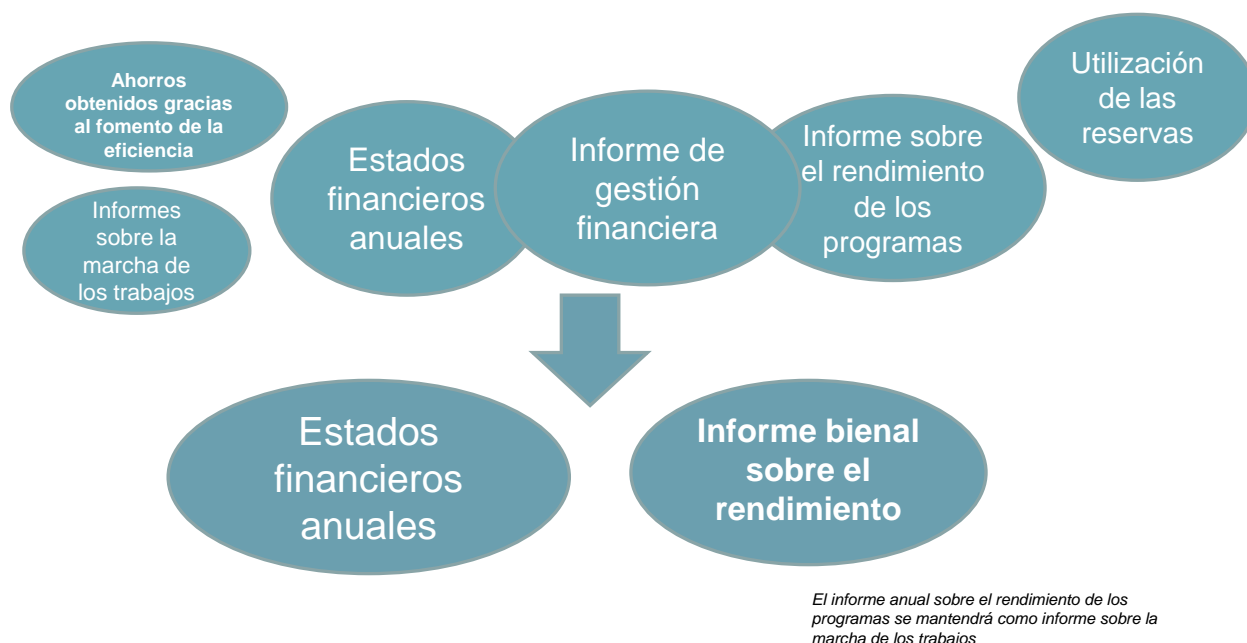 Ahorros
obtenidos gracias
al fomento de la
eficiencia
Informes
sobre la
marcha de
los trabajos
Estados
financieros
anuales
Informe de
gestión
financiera
Informe sobre
el rendimiento
de los
programas
Utilización
de las
reservas
Estados
financieros
anuales
Informe bienal
sobre el
rendimiento
El informe anual sobre el rendimiento de los
programas se mantendrá como informe sobre la
marcha de los trabajos